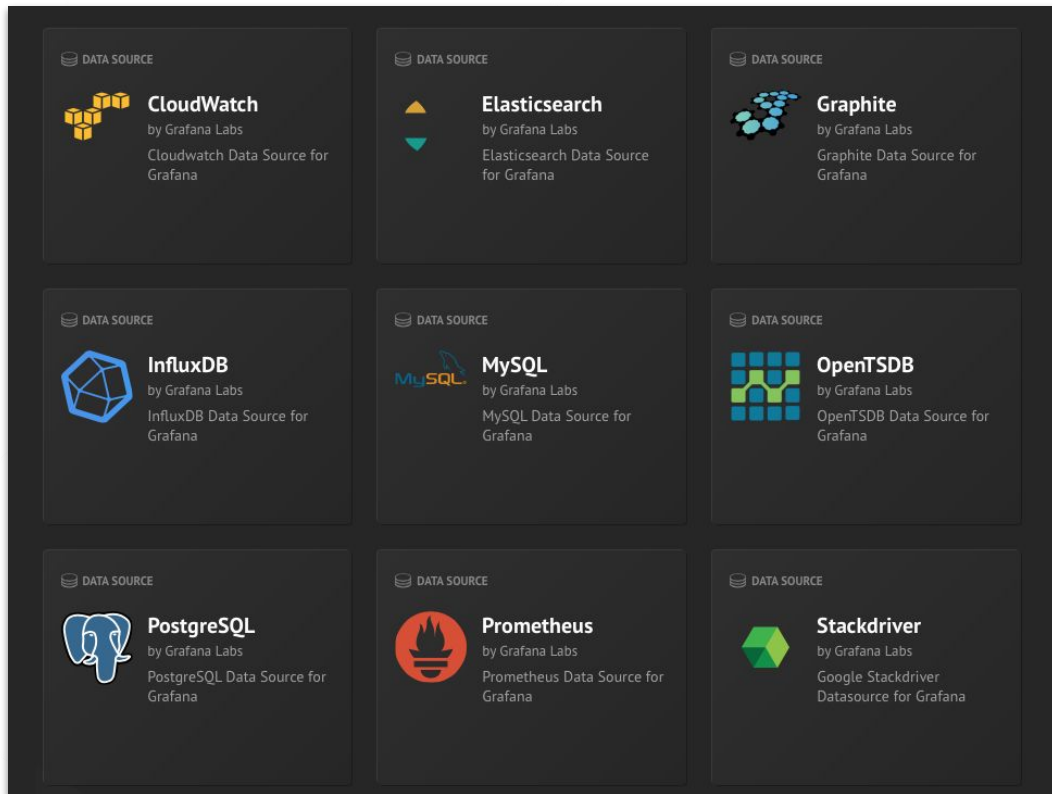 DATA SOURCE
CloudWatch
by Grafana Labs
Cloudwatch Data Source for
Grafana
DATA SOURCE
Elasticsearch
by Grafana Labs
Elasticsearch Data Source
for Grafana
DATA SOURCE
Graphite
by Grafana Labs
Graphite Data Source for
Grafana
DATA SOURCE
InfluxDB
by Grafana Labs
InfluxDB Data Source for
Grafana
DATA SOURCE
MySQL
MySQL
by Grafana Labs
MySQL Data Source for
Grafana
DATA SOURCE
OpenTSDB
by Grafana Labs
OpenTSDB Data Source for
Grafana
DATA SOURCE
PostgreSQL
by Grafana Labs
PostgreSQL Data Source for
Grafana
DATA SOURCE
Prometheus
by Grafana Labs
Prometheus Data Source for
Grafana
DATA SOURCE
Stackdriver
by Grafana Labs
Google Stackdriver
Datasource for Grafana